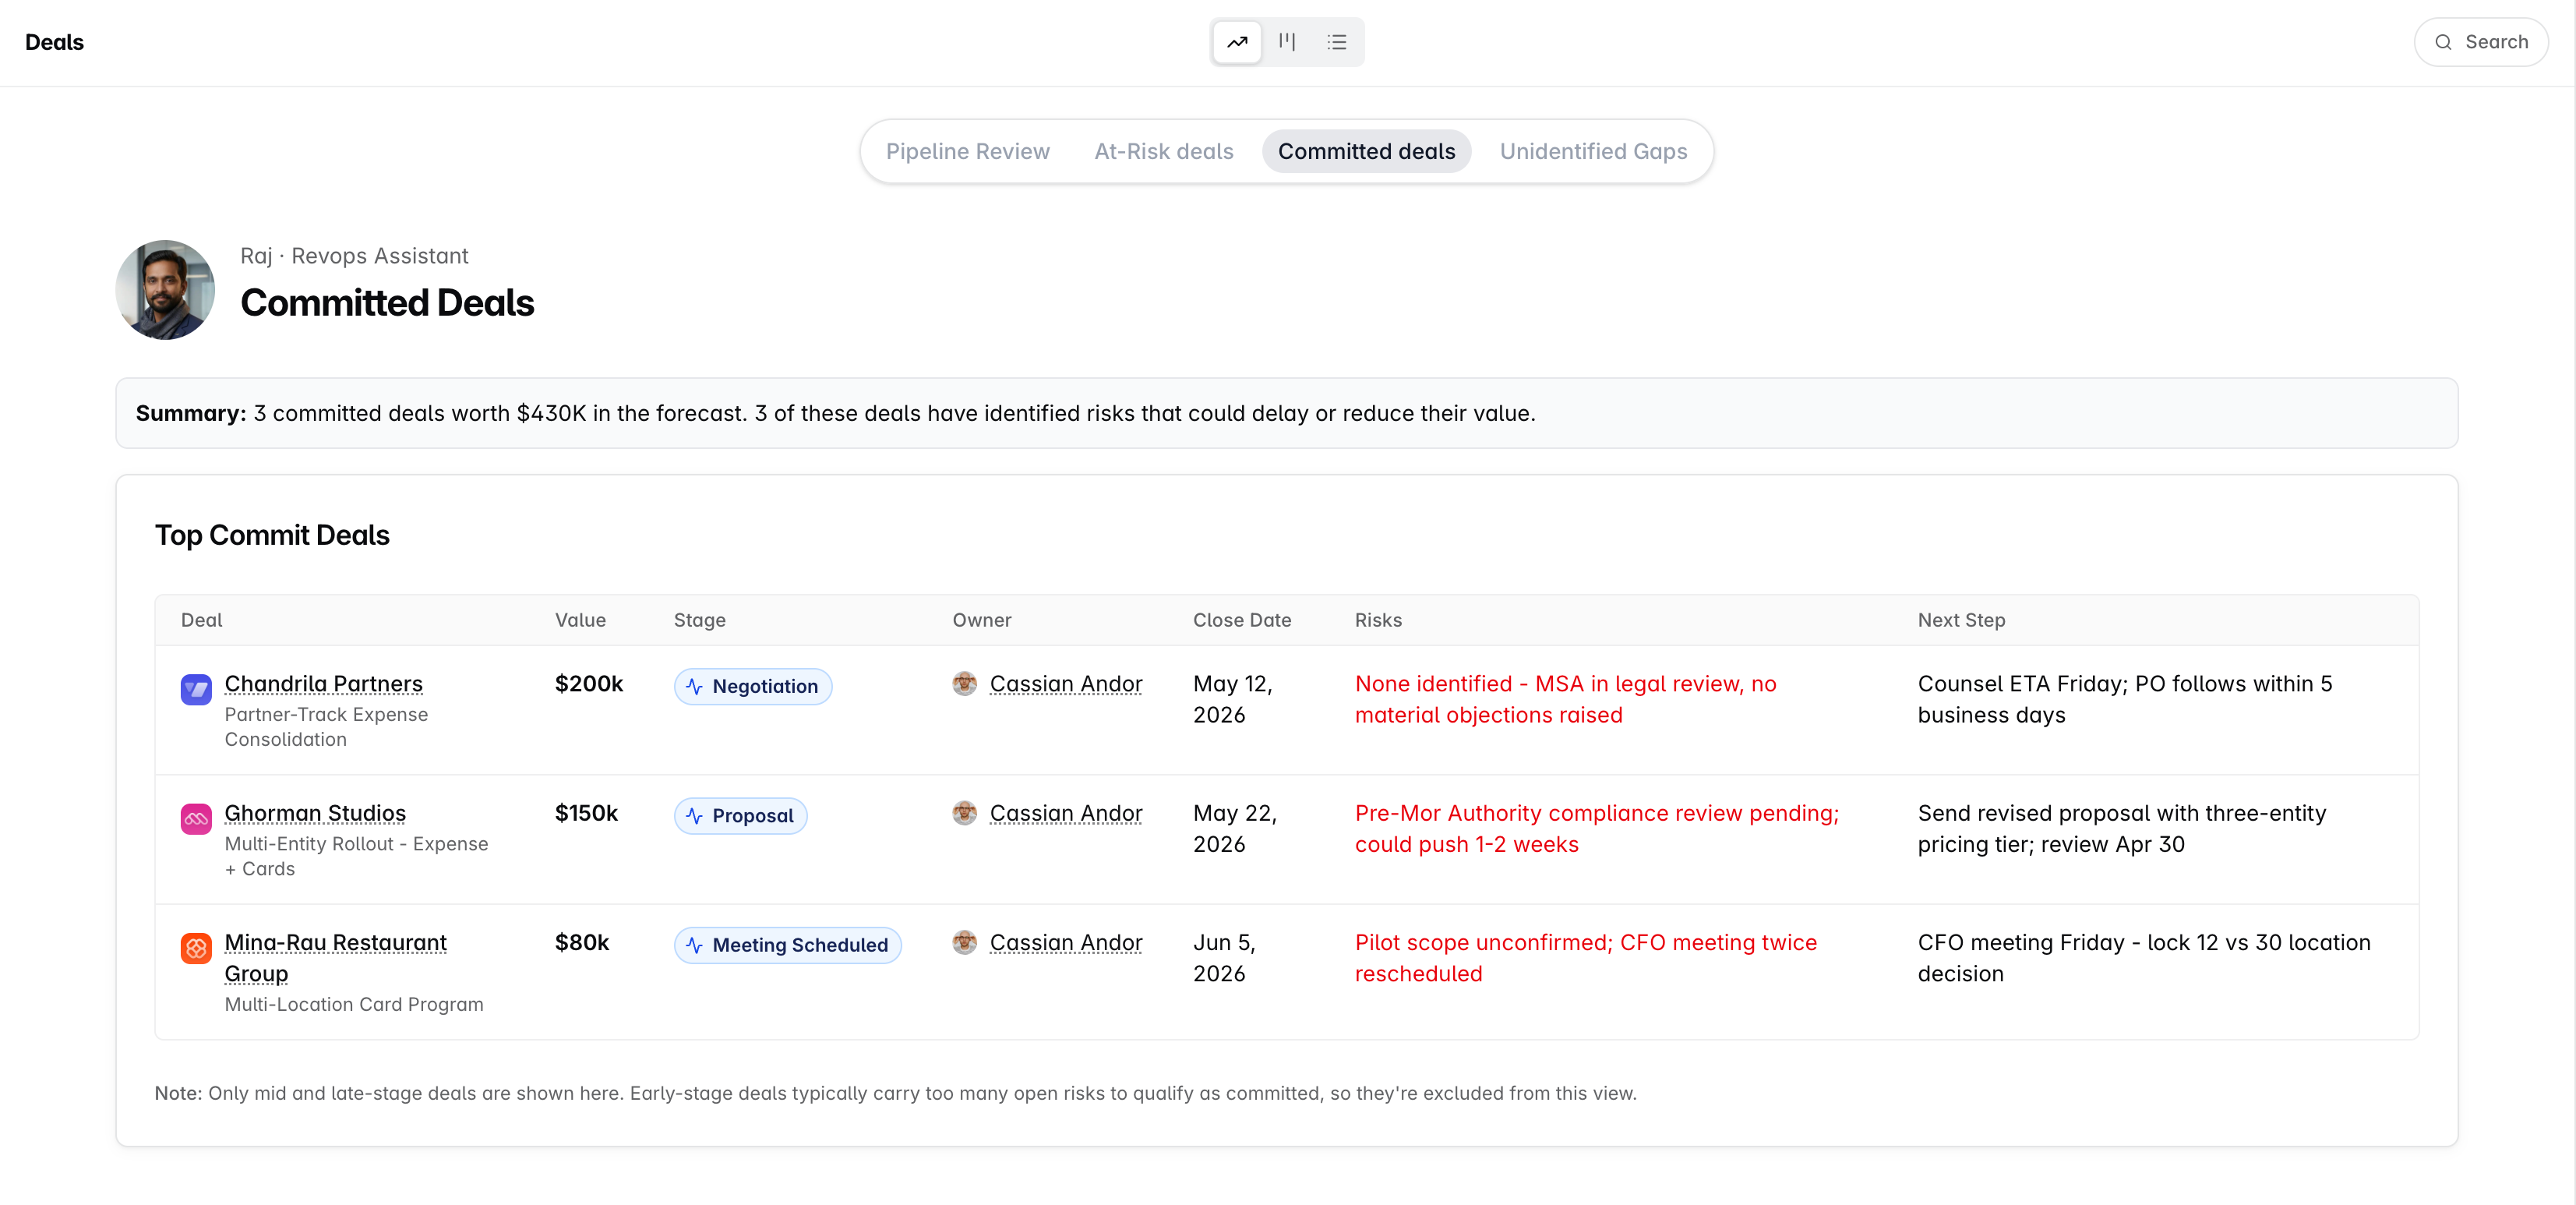 Deals
Search
Pipeline Review
At-Risk deals
Committed deals
Unidentified Gaps
Raj · Revops Assistant
Committed Deals
Summary: 3 committed deals worth $430K in the forecast. 3 of these deals have identified risks that could delay or reduce their value.
Top Commit Deals
Deal
Value
Stage
Owner
Close Date
Risks
Next Step
Chandrila Partners
Partner-Track Expense
Consolidation
$200k
Negotiation
Cassian Andor
May 12,
2026
None identified - MSA in legal review, no
material objections raised
Counsel ETA Friday; PO follows within 5
business days
Ghorman Studios
Multi-Entity Rollout - Expense
+ Cards
$150k
Proposal
Cassian Andor
May 22,
2026
Pre-Mor Authority compliance review pending;
could push 1-2 weeks
Send revised proposal with three-entity
pricing tier; review Apr 30
Mina-Rau Restaurant
Group
Multi-Location Card Program
$80k
Meeting Scheduled
Cassian Andor
Jun 5,
2026
Pilot scope unconfirmed; CFO meeting twice
rescheduled
CFO meeting Friday - lock 12 vs 30 location
decision
Note: Only mid and late-stage deals are shown here. Early-stage deals typically carry too many open risks to qualify as committed, so they're excluded from this view.